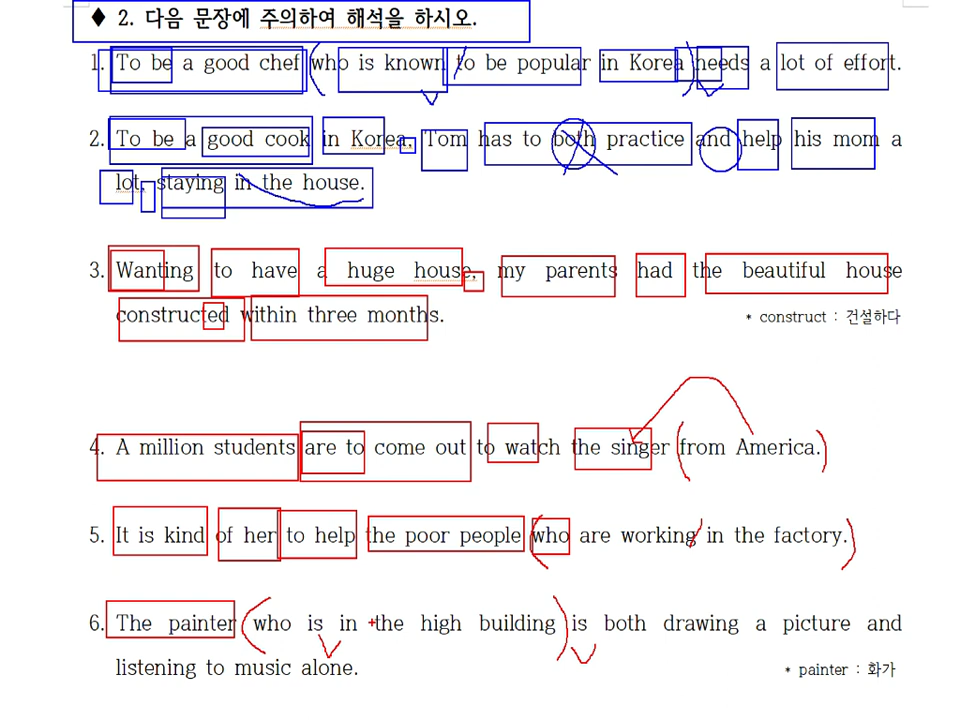 ◆ 2. 다음 문장에 주의하여 해석을 하시오.
1. To be a good chef who is known to be popular in Korea needs a lot of effort.
2. To be a good cook in Korea, Tom has to both practice and help his mom a
lot, staying in the house.
3. Wanting to have a huge house, my parents had the beautiful house
constructed within three months.
* construct : 건설하다
4. A million students are to come out to watch the singer from America.
5. It is kind of her to help the poor people who are working in the factory.
6. The painter who is in the high building is both drawing a picture and
listening to music alone.
* painter : 화가